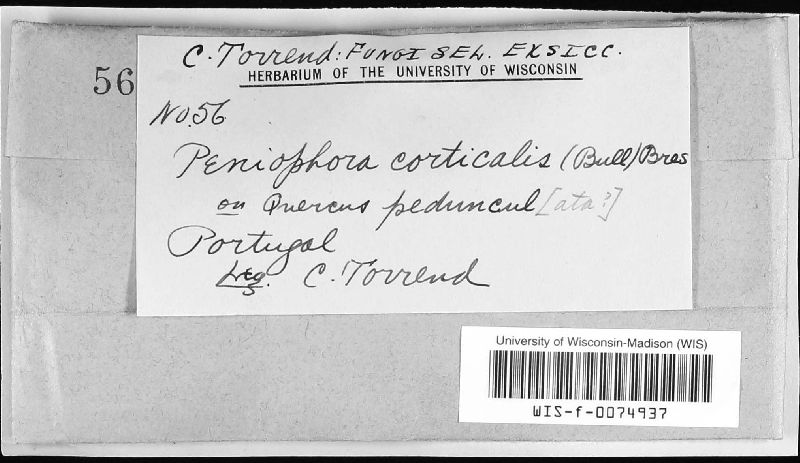 C. Torrend: FUNGI SEL. EXSICC.
HERBARIUM OF THE UNIVERSITY OF WISCONSIN
56
No. 56
Peniophora corticalis (Bull) Bres
on Quercus peduncul [ata?]
Portugal
Leg. C. Torrend
University of Wisconsin-Madison (WIS)
WIS-f-0074937